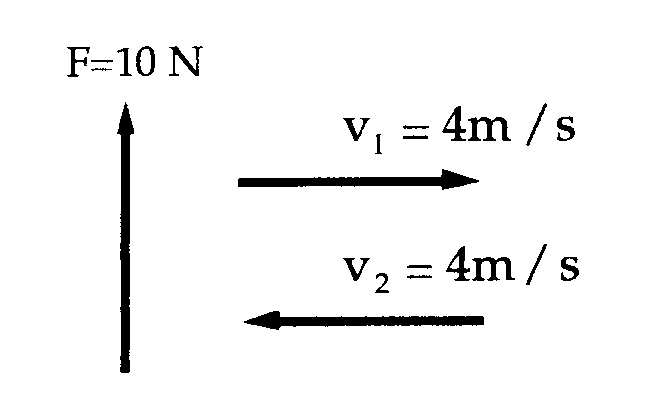 F=10 N
v₁ = 4m / s
v₂ = 4m / s